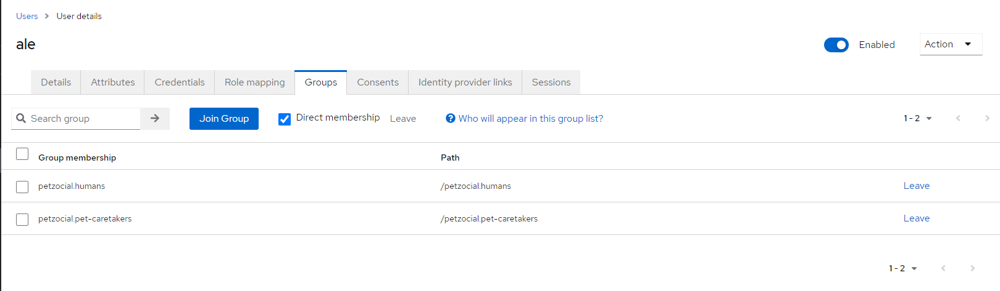 Users > User details
ale
Enabled Action
Details Attributes Credentials Role mapping Groups Consents Identity provider links Sessions
Search group Join Group Direct membership Leave Who will appear in this group list? 1 - 2
Group membership Path
petzocial.humans /petzocial.humans Leave
petzocial.pet-caretakers /petzocial.pet-caretakers Leave
1 - 2